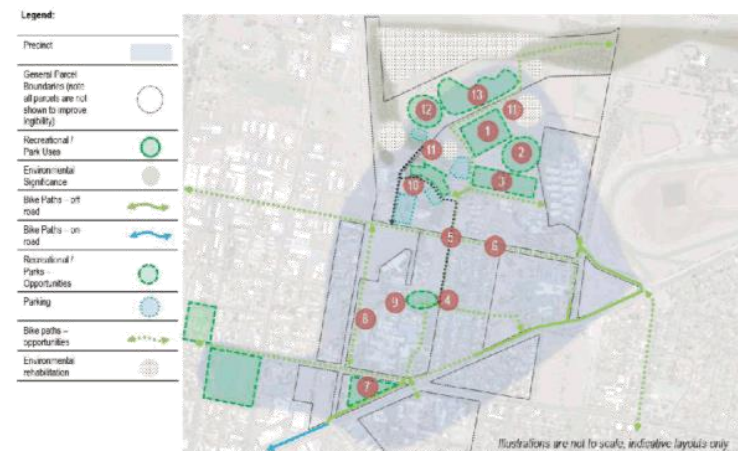 Legend:
Precinct
General Parcel
Boundaries (note
all parcels are not
shown to improve
legibility)
Recreational /
Park Uses
Environmental
Significance
Bike Paths – off
road
Bike Paths – on-
road
Recreational /
Parks –
Opportunities
Parking
Bike paths –
opportunities
Environmental
rehabilitation
13
12
11
1
11
2
3
10
5
6
9
4
8
7
Illustrations are not to scale, indicative layouts only